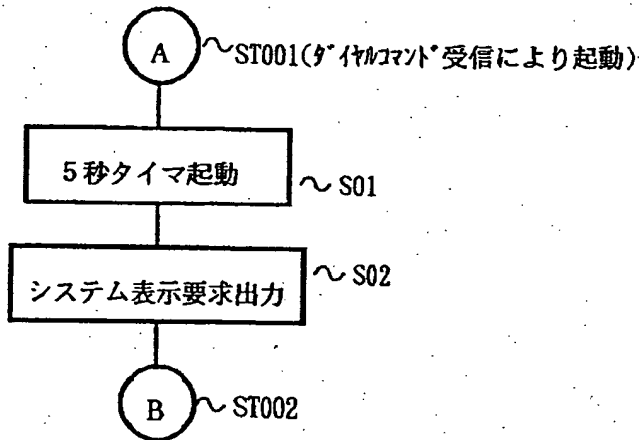 A
ST001(ﾀﾞｲﾔﾙｺﾏﾝﾄﾞ受信により起動)
5秒タイマ起動
S01
システム表示要求出力
S02
B
ST002